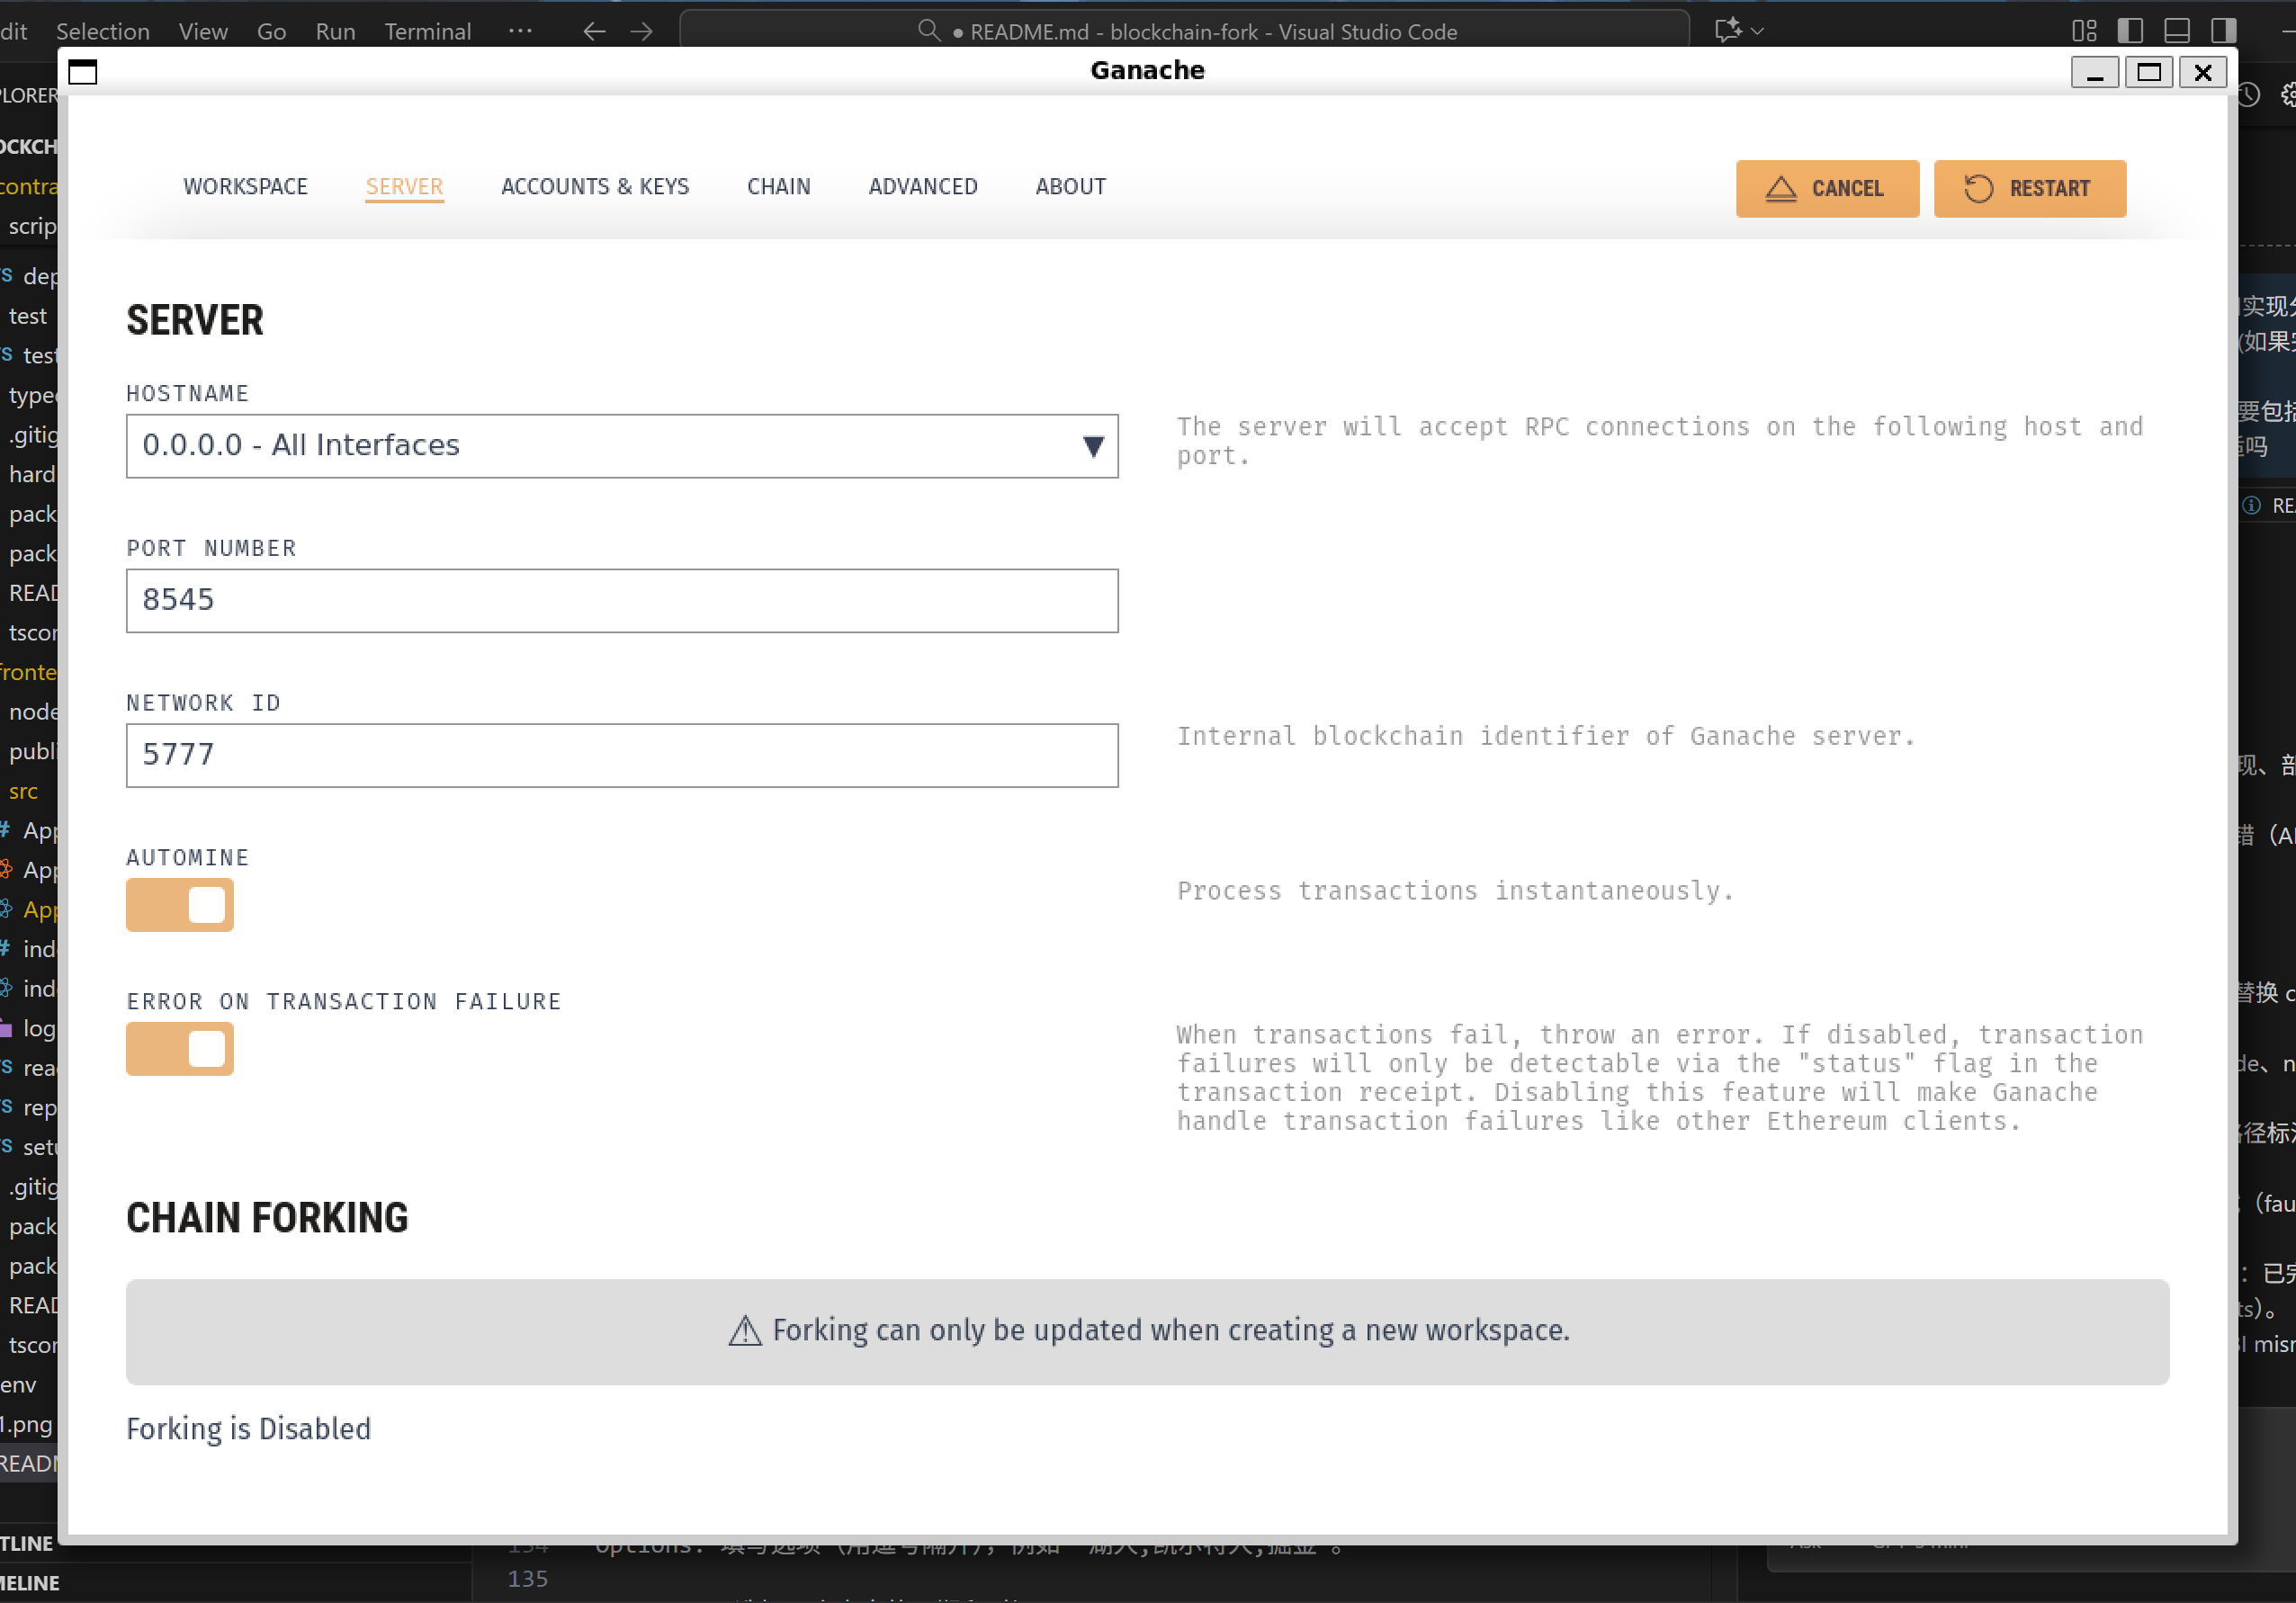 dit Selection View Go Run Terminal ··· ← → ● README.md - blockchain-fork - Visual Studio Code
Ganache
WORKSPACE SERVER ACCOUNTS & KEYS CHAIN ADVANCED ABOUT CANCEL RESTART
SERVER
HOSTNAME
0.0.0.0 - All Interfaces
The server will accept RPC connections on the following host and
port.
PORT NUMBER
8545
NETWORK ID
5777
Internal blockchain identifier of Ganache server.
AUTOMINE
Process transactions instantaneously.
ERROR ON TRANSACTION FAILURE
When transactions fail, throw an error. If disabled, transaction
failures will only be detectable via the "status" flag in the
transaction receipt. Disabling this feature will make Ganache
handle transaction failures like other Ethereum clients.
CHAIN FORKING
⚠ Forking can only be updated when creating a new workspace.
Forking is Disabled
PLORER
OCKCH
contra
scrip
dep
test
test
type
.gitig
hard
pack
pack
READ
tscor
fronte
node
publi
src
App
App
App
ind
ind
log
rea
rep
setu
.gitig
pack
pack
READ
tscor
env
1.png
READM
TLINE
MELINE
135
实现
(如果
要包括
吗
现、部
错（A
替换 c
de、n
径标
（fau
：已完
ts）。
misr